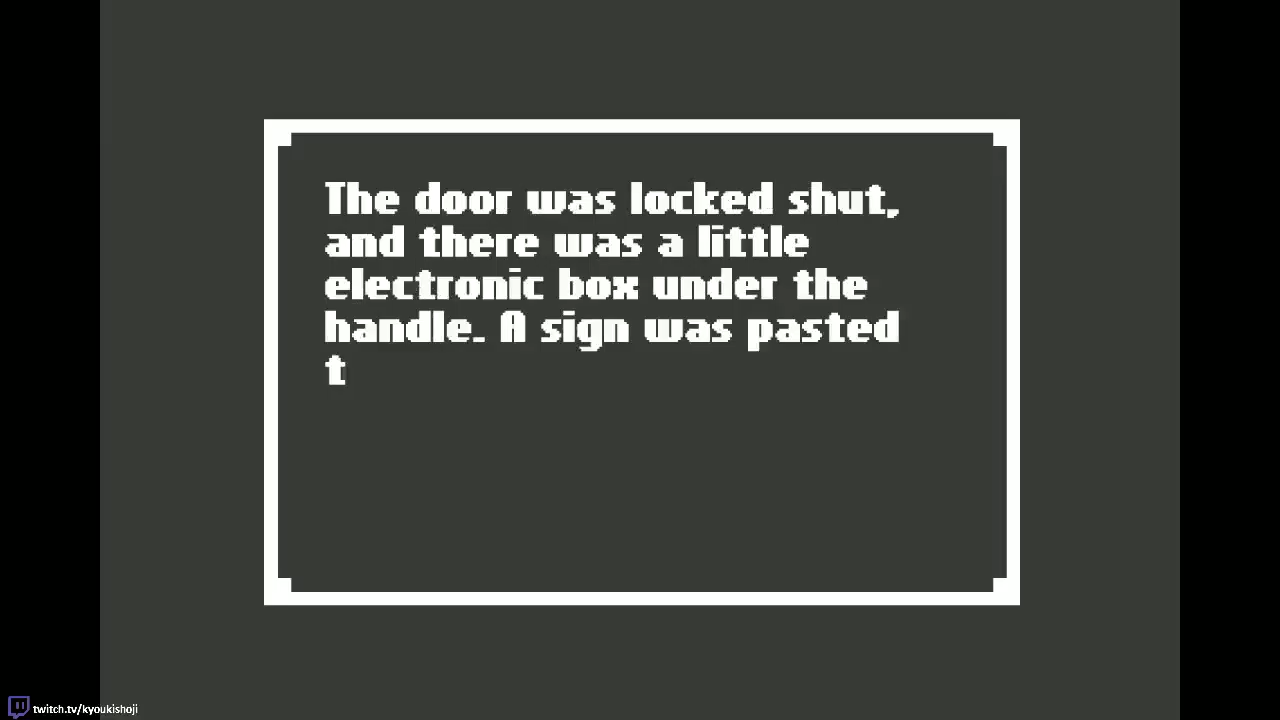 The door was locked shut,
and there was a little
electronic box under the
handle. A sign was pasted
t
twitch.tv/kyoukishoji